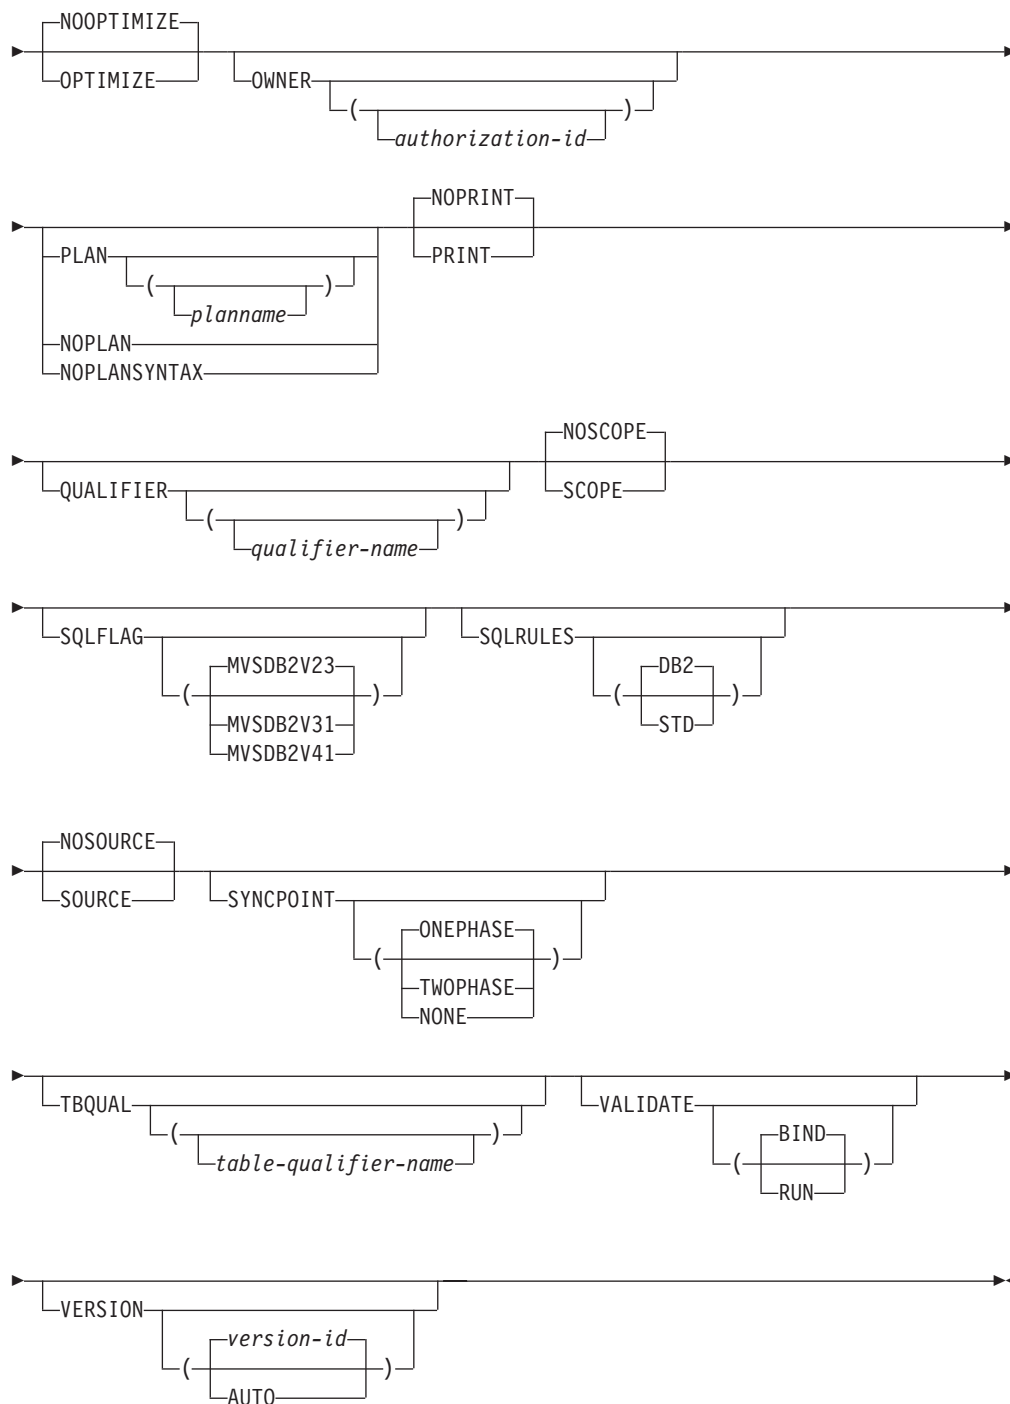 NOOPTIMIZE
OPTIMIZE OWNER
( )
authorization-id
NOPRINT
PLAN PRINT
( )
planname
NOPLAN
NOPLANSYNTAX
NOSCOPE
QUALIFIER SCOPE
( )
qualifier-name
SQLFLAG SQLRULES
MVSDB2V23 DB2
( ) ( )
MVSDB2V31 STD
MVSDB2V41
NOSOURCE
SOURCE SYNCPOINT
ONEPHASE
( )
TWOPHASE
NONE
TBQUAL VALIDATE
( ) BIND
table-qualifier-name ( )
RUN
VERSION
version-id
( )
AUTO